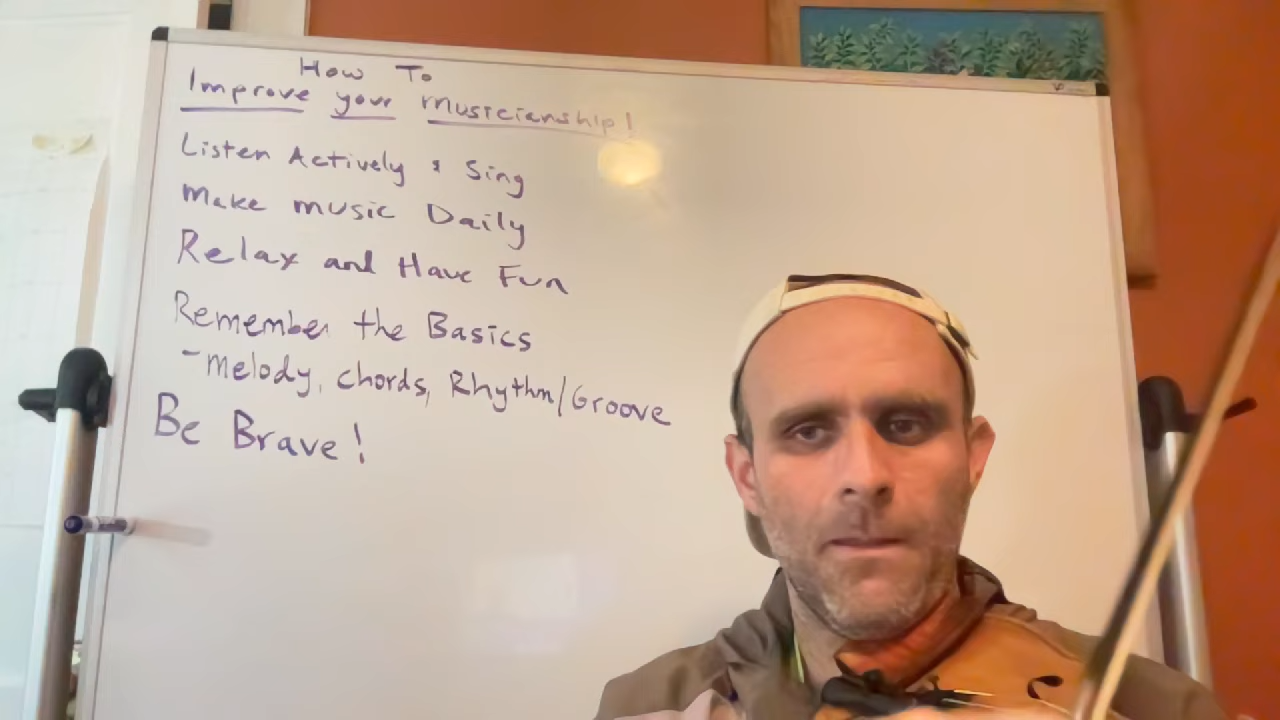 How To
Improve your musicianship!
Listen Actively & Sing
Make music Daily
Relax and Have Fun
Remember the Basics
- Melody, chords, Rhythm/Groove
Be Brave!